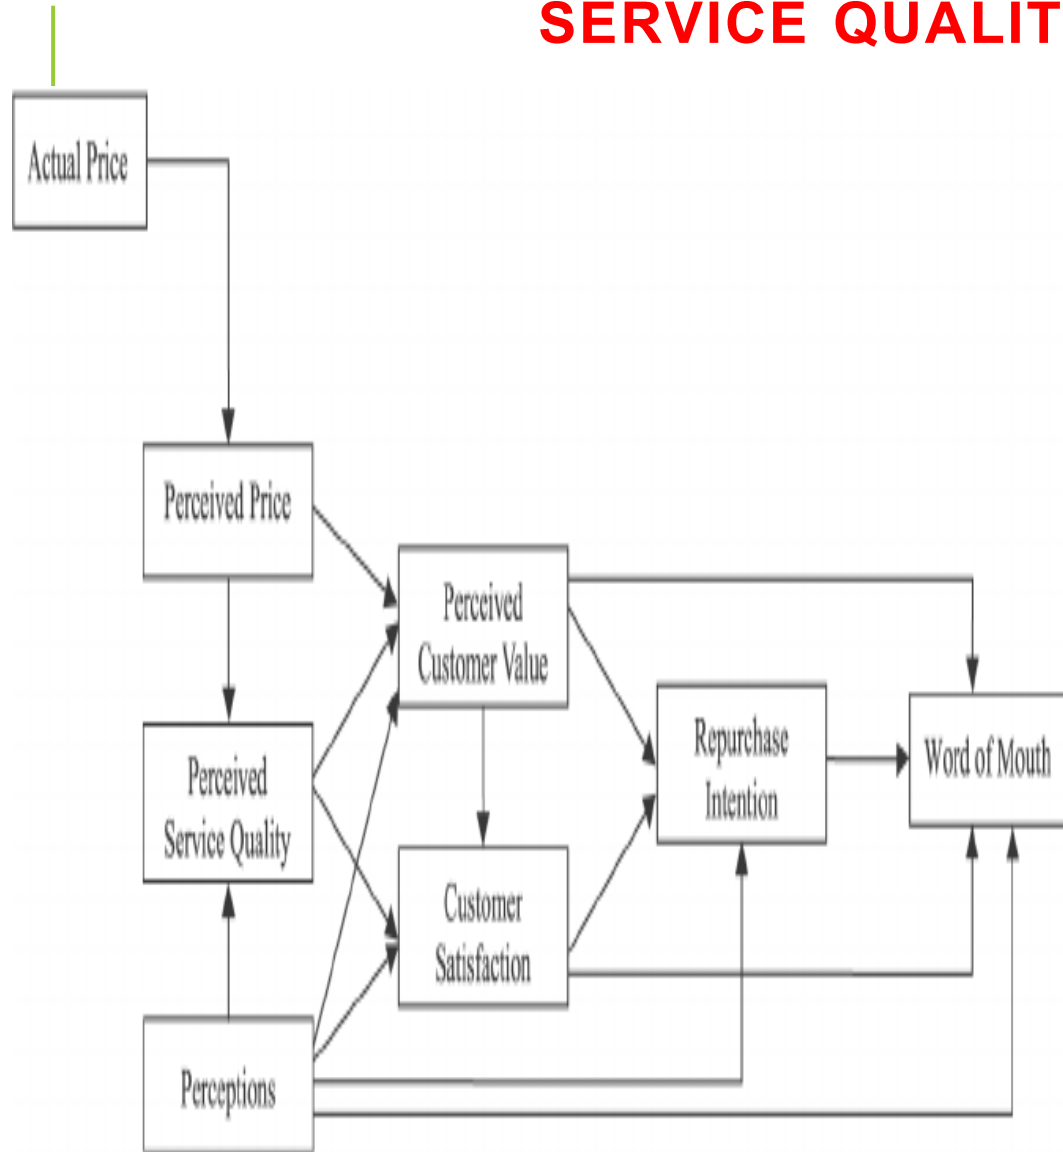 SERVICE QUALIT
Actual Price
Perceived Price
Perceived
Customer Value
Repurchase
Intention
Word of Mouth
Perceived
Service Quality
Customer
Satisfaction
Perceptions